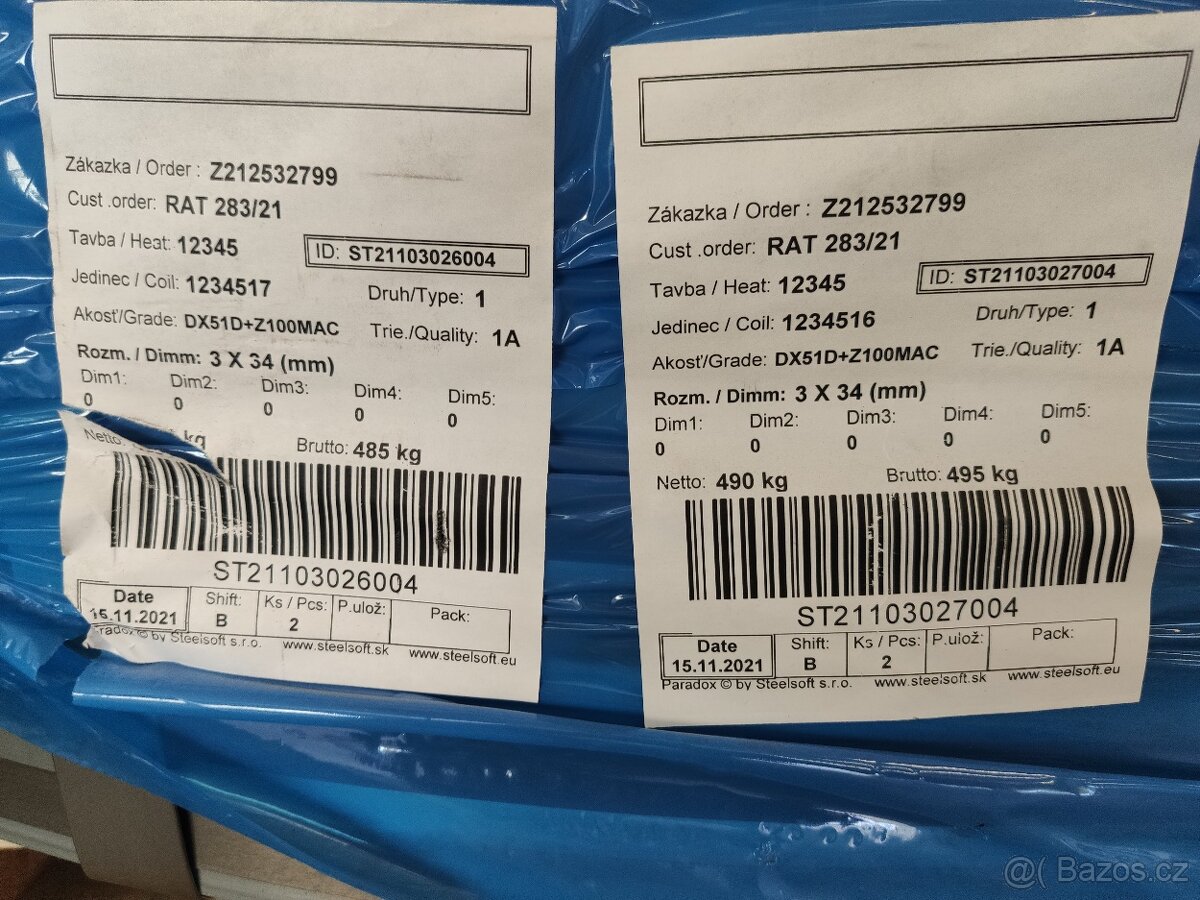 Zákazka / Order : Z212532799
Cust .order: RAT 283/21
Tavba / Heat: 12345
ID: ST21103026004
Jedinec / Coil: 1234517
Druh/Type: 1
Akosť/Grade: DX51D+Z100MAC
Trie./Quality: 1A
Rozm. / Dimm: 3 X 34 (mm)
Dim1: Dim2: Dim3: Dim4: Dim5:
0 0 0 0 0
Netto: kg Brutto: 485 kg
ST21103026004
Date Shift: Ks / Pcs: P.ulož: Pack:
15.11.2021 B 2
Paradox © by Steelsoft s.r.o. www.steelsoft.sk www.steelsoft.eu
Zákazka / Order : Z212532799
Cust .order: RAT 283/21
Tavba / Heat: 12345
ID: ST21103027004
Jedinec / Coil: 1234516
Druh/Type: 1
Akosť/Grade: DX51D+Z100MAC
Trie./Quality: 1A
Rozm. / Dimm: 3 X 34 (mm)
Dim1: Dim2: Dim3: Dim4: Dim5:
0 0 0 0 0
Netto: 490 kg Brutto: 495 kg
ST21103027004
Date Shift: Ks / Pcs: P.ulož: Pack:
15.11.2021 B 2
Paradox © by Steelsoft s.r.o. www.steelsoft.sk www.steelsoft.eu
@( Bazos.cz